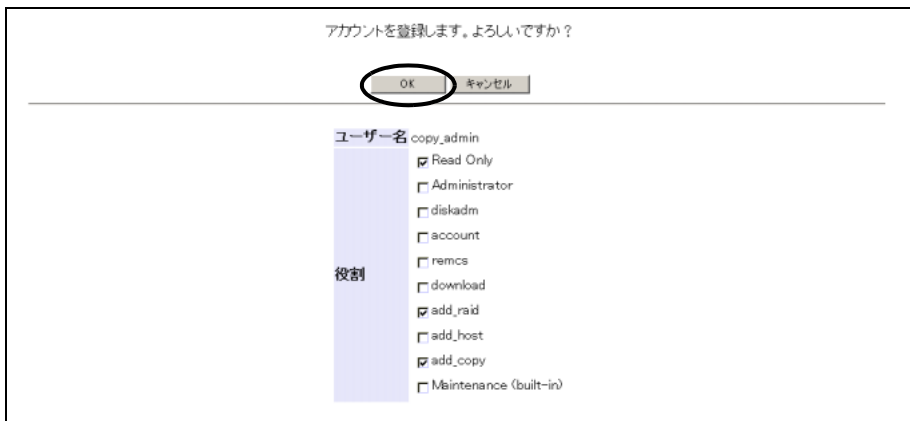 アカウントを登録します。よろしいですか？
OK キャンセル
ユーザー名 copy_admin
役割
Read Only
Administrator
diskadm
account
remcs
download
add_raid
add_host
add_copy
Maintenance (built-in)